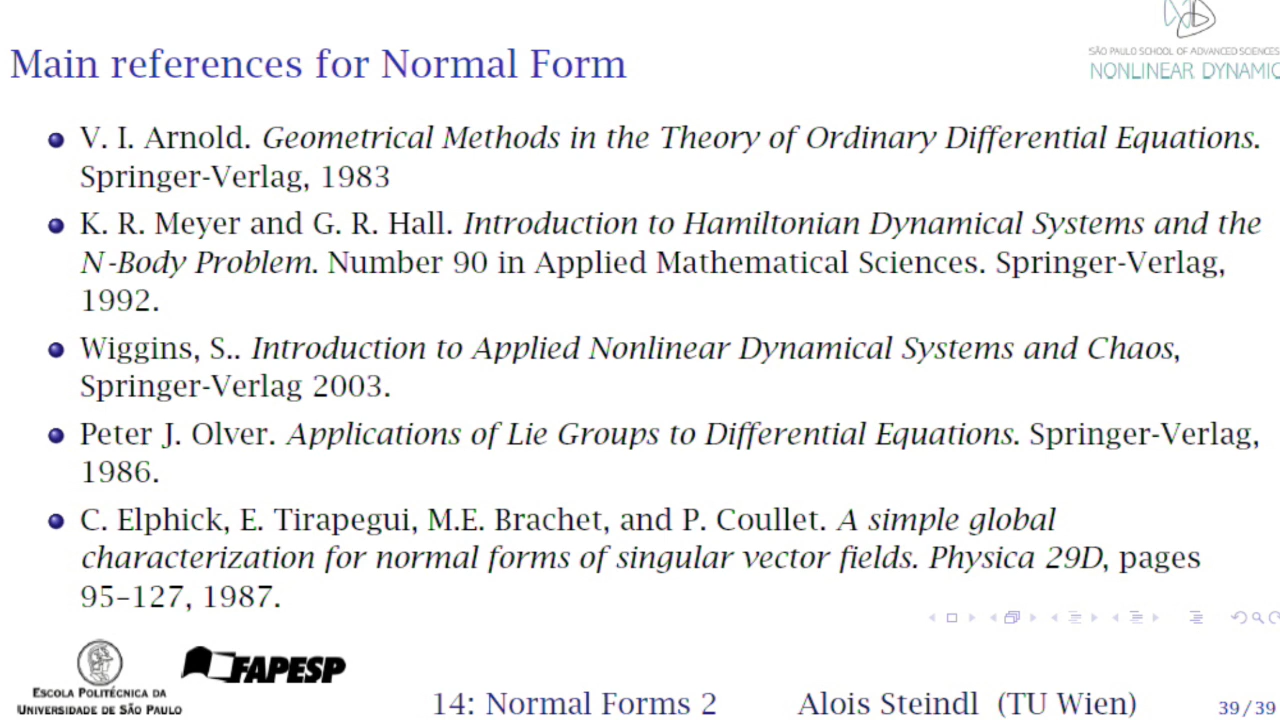 SÃO PAULO SCHOOL OF ADVANCED SCIENCES
NONLINEAR DYNAMIC
Main references for Normal Form
V. I. Arnold. Geometrical Methods in the Theory of Ordinary Differential Equations.
Springer-Verlag, 1983
K. R. Meyer and G. R. Hall. Introduction to Hamiltonian Dynamical Systems and the
N-Body Problem. Number 90 in Applied Mathematical Sciences. Springer-Verlag,
1992.
Wiggins, S.. Introduction to Applied Nonlinear Dynamical Systems and Chaos,
Springer-Verlag 2003.
Peter J. Olver. Applications of Lie Groups to Differential Equations. Springer-Verlag,
1986.
C. Elphick, E. Tirapegui, M.E. Brachet, and P. Coullet. A simple global
characterization for normal forms of singular vector fields. Physica 29D, pages
95–127, 1987.
ESCOLA POLITÉCNICA DA
UNIVERSIDADE DE SÃO PAULO
FAPESP
14: Normal Forms 2 Alois Steindl (TU Wien) 39/39